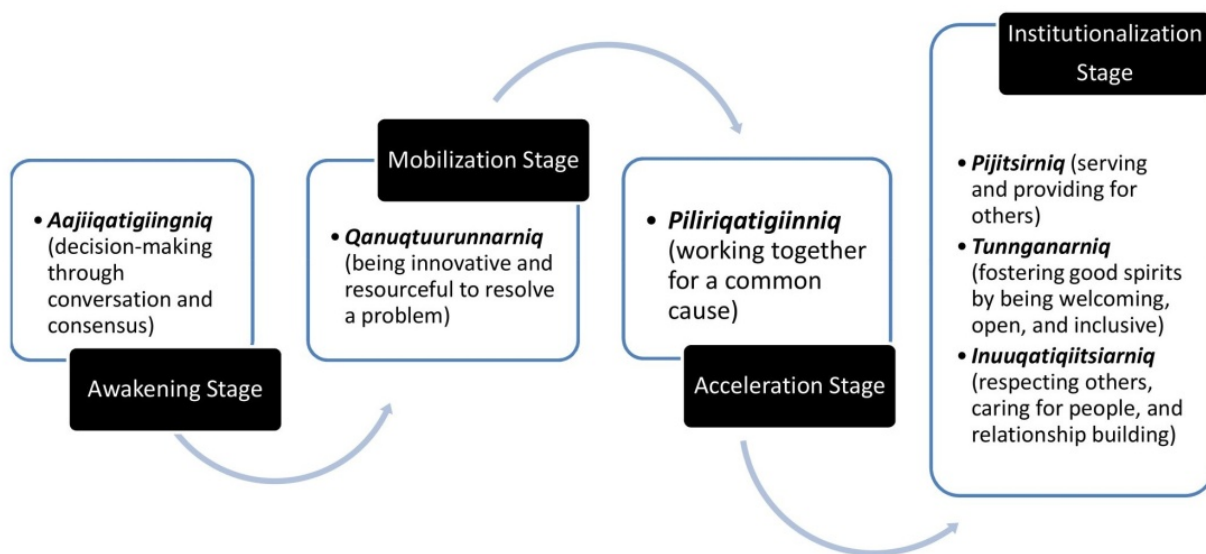 • Aajiiqatigiingniq
(decision-making
through
conversation and
consensus)
Awakening Stage
Mobilization Stage
• Qanuqtuurunnarniq
(being innovative and
resourceful to resolve
a problem)
• Piliriqatigiinniq
(working together
for a common
cause)
Acceleration Stage
Institutionalization
Stage
• Pijitsirniq (serving
and providing for
others)
• Tunnganarniq
(fostering good spirits
by being welcoming,
open, and inclusive)
• Inuuqatiqiitsiarniq
(respecting others,
caring for people, and
relationship building)